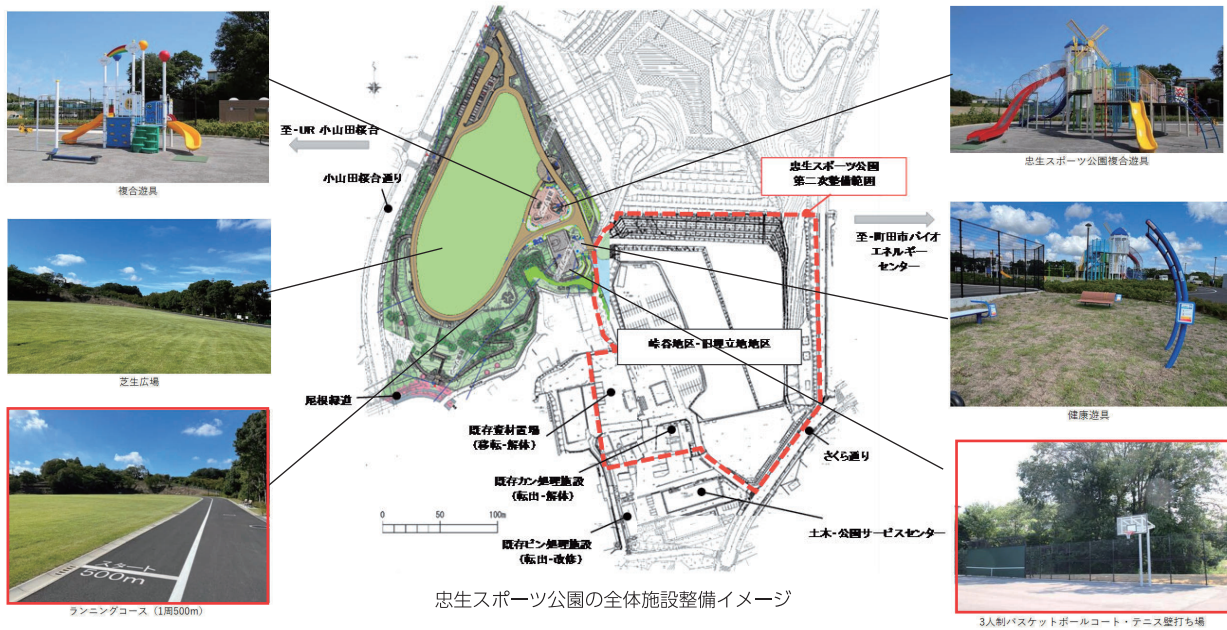 複合遊具
芝生広場
スタート
500m
ランニングコース（1周500m）
至-UR 小山田桜台
小山田桜台通り
忠生スポーツ公園
第二次整備範囲
至-町田市バイオ
エネルギー
センター
峠谷地区-旧埋立地地区
尾根緑道
既存資材置場
(移転-解体)
既存カン処理施設
(転出-解体)
既存ビン処理施設
(転出-改修)
さくら通り
土木-公園サービスセンター
0 50 100m
忠生スポーツ公園の全体施設整備イメージ
忠生スポーツ公園複合遊具
健康遊具
3人制バスケットボールコート・テニス壁打ち場